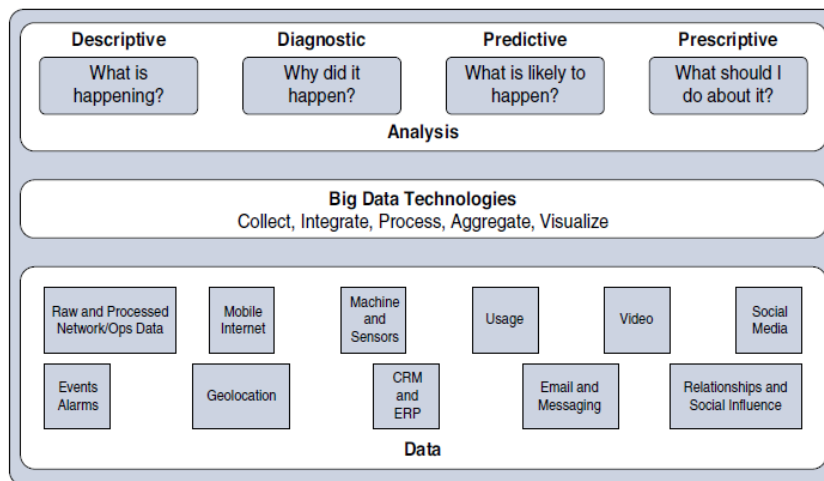 Descriptive
Diagnostic
Predictive
Prescriptive
What is
happening?
Why did it
happen?
What is likely to
happen?
What should I
do about it?
Analysis
Big Data Technologies
Collect, Integrate, Process, Aggregate, Visualize
Raw and Processed
Network/Ops Data
Mobile
Internet
Machine
and
Sensors
Usage
Video
Social
Media
Events
Alarms
Geolocation
CRM
and
ERP
Email and
Messaging
Relationships and
Social Influence
Data